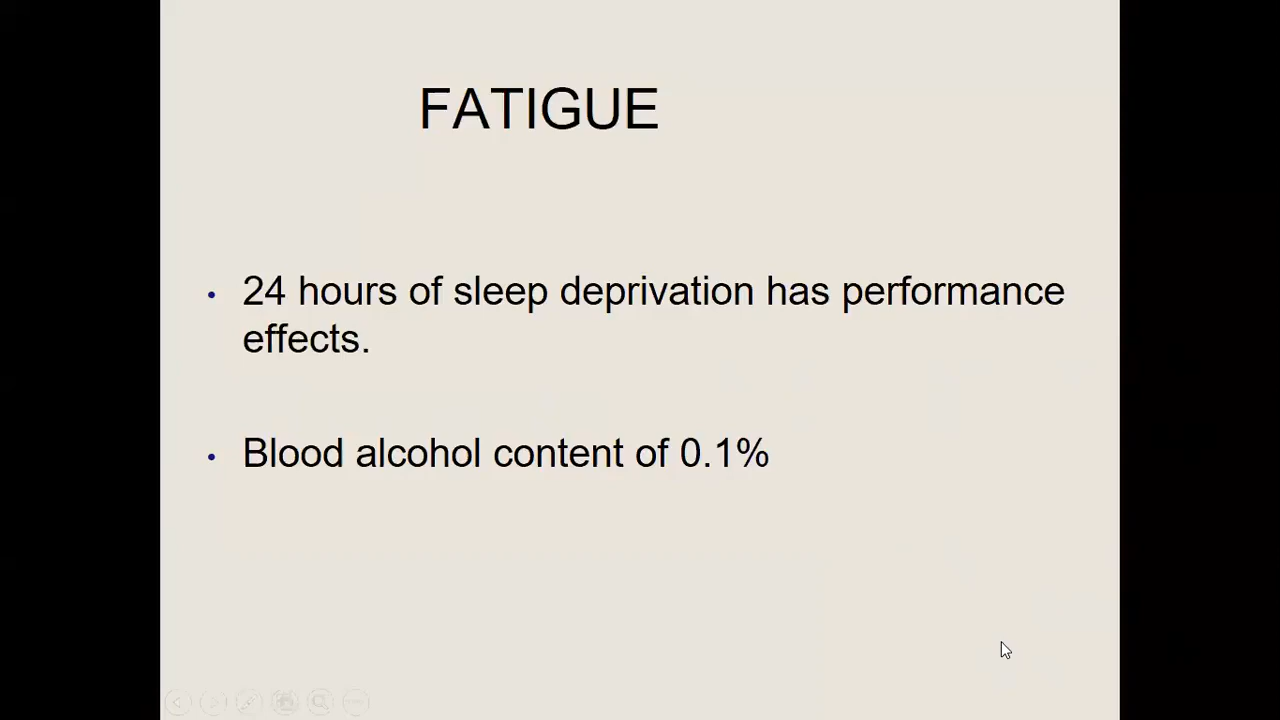 FATIGUE
• 24 hours of sleep deprivation has performance
effects.
• Blood alcohol content of 0.1%